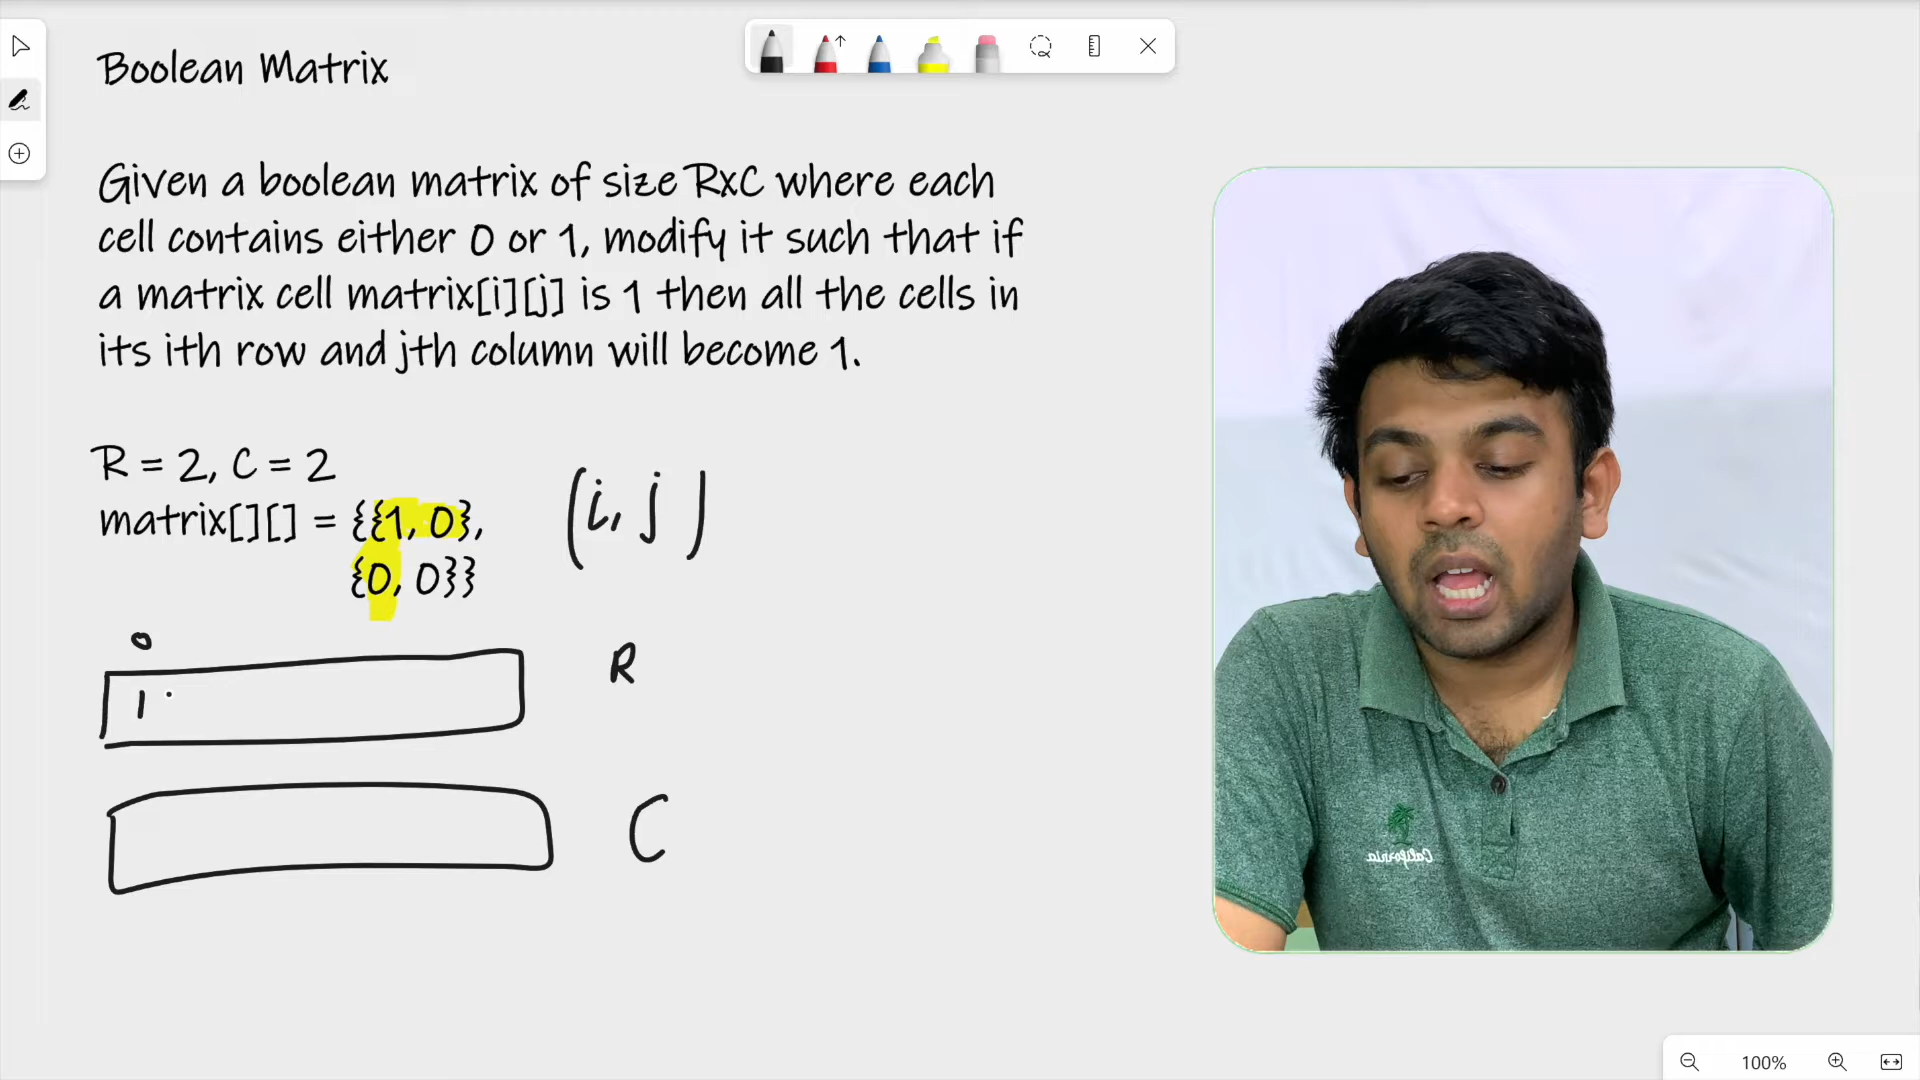 Boolean Matrix
Given a boolean matrix of size RxC where each
cell contains either 0 or 1, modify it such that if
a matrix cell matrix[i][j] is 1 then all the cells in
its ith row and jth column will become 1.
R = 2, C = 2
matrix[][] = {{1, 0},
{0, 0}}
(i, j)
0
1
R
C
California
100%